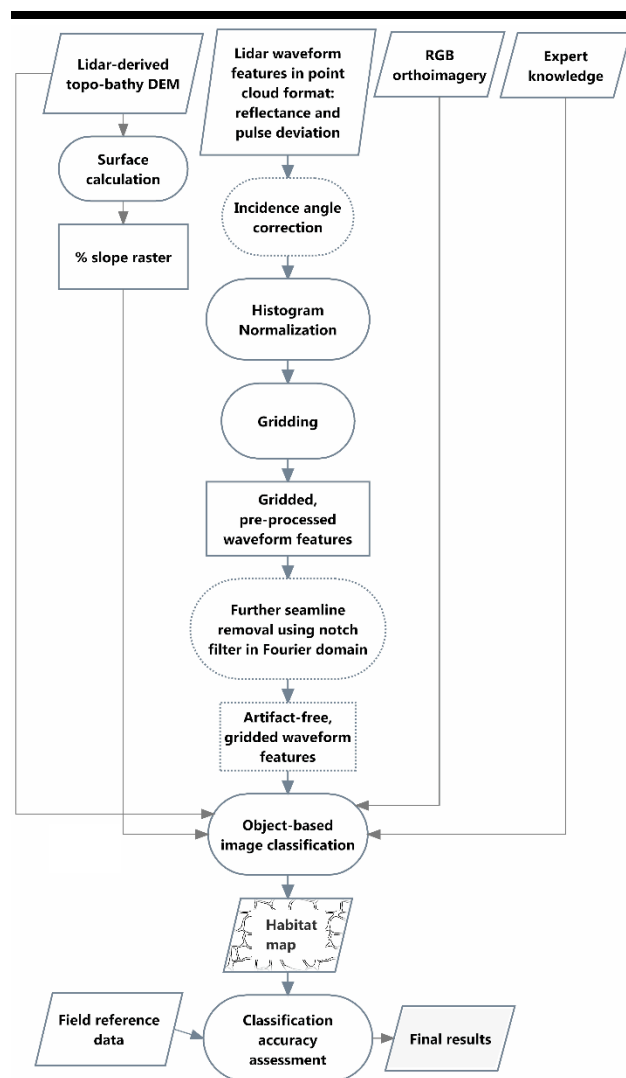 Lidar-derived
topo-bathy DEM
Lidar waveform
features in point
cloud format:
reflectance and
pulse deviation
RGB
orthoimagery
Expert
knowledge
Surface
calculation
Incidence angle
correction
% slope raster
Histogram
Normalization
Gridding
Gridded,
pre-processed
waveform features
Further seamline
removal using notch
filter in Fourier domain
Artifact-free,
gridded waveform
features
Object-based
image classification
Habitat
map
Field reference
data
Classification
accuracy
assessment
Final results